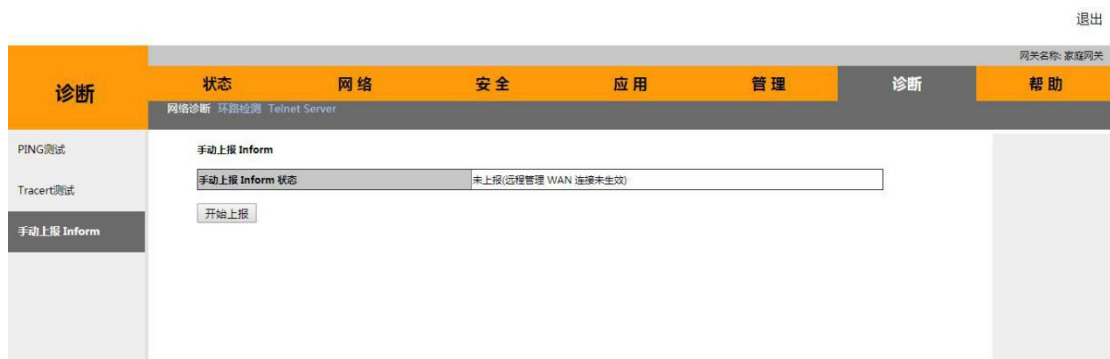 退出
网关名称: 家庭网关
诊断
状态 网络 安全 应用 管理 诊断 帮助
网络诊断 环路检测 Telnet Server
PING测试
Tracert测试
手动上报 Inform
手动上报 Inform
手动上报 Inform 状态 未上报(远程管理 WAN 连接未生效)
开始上报